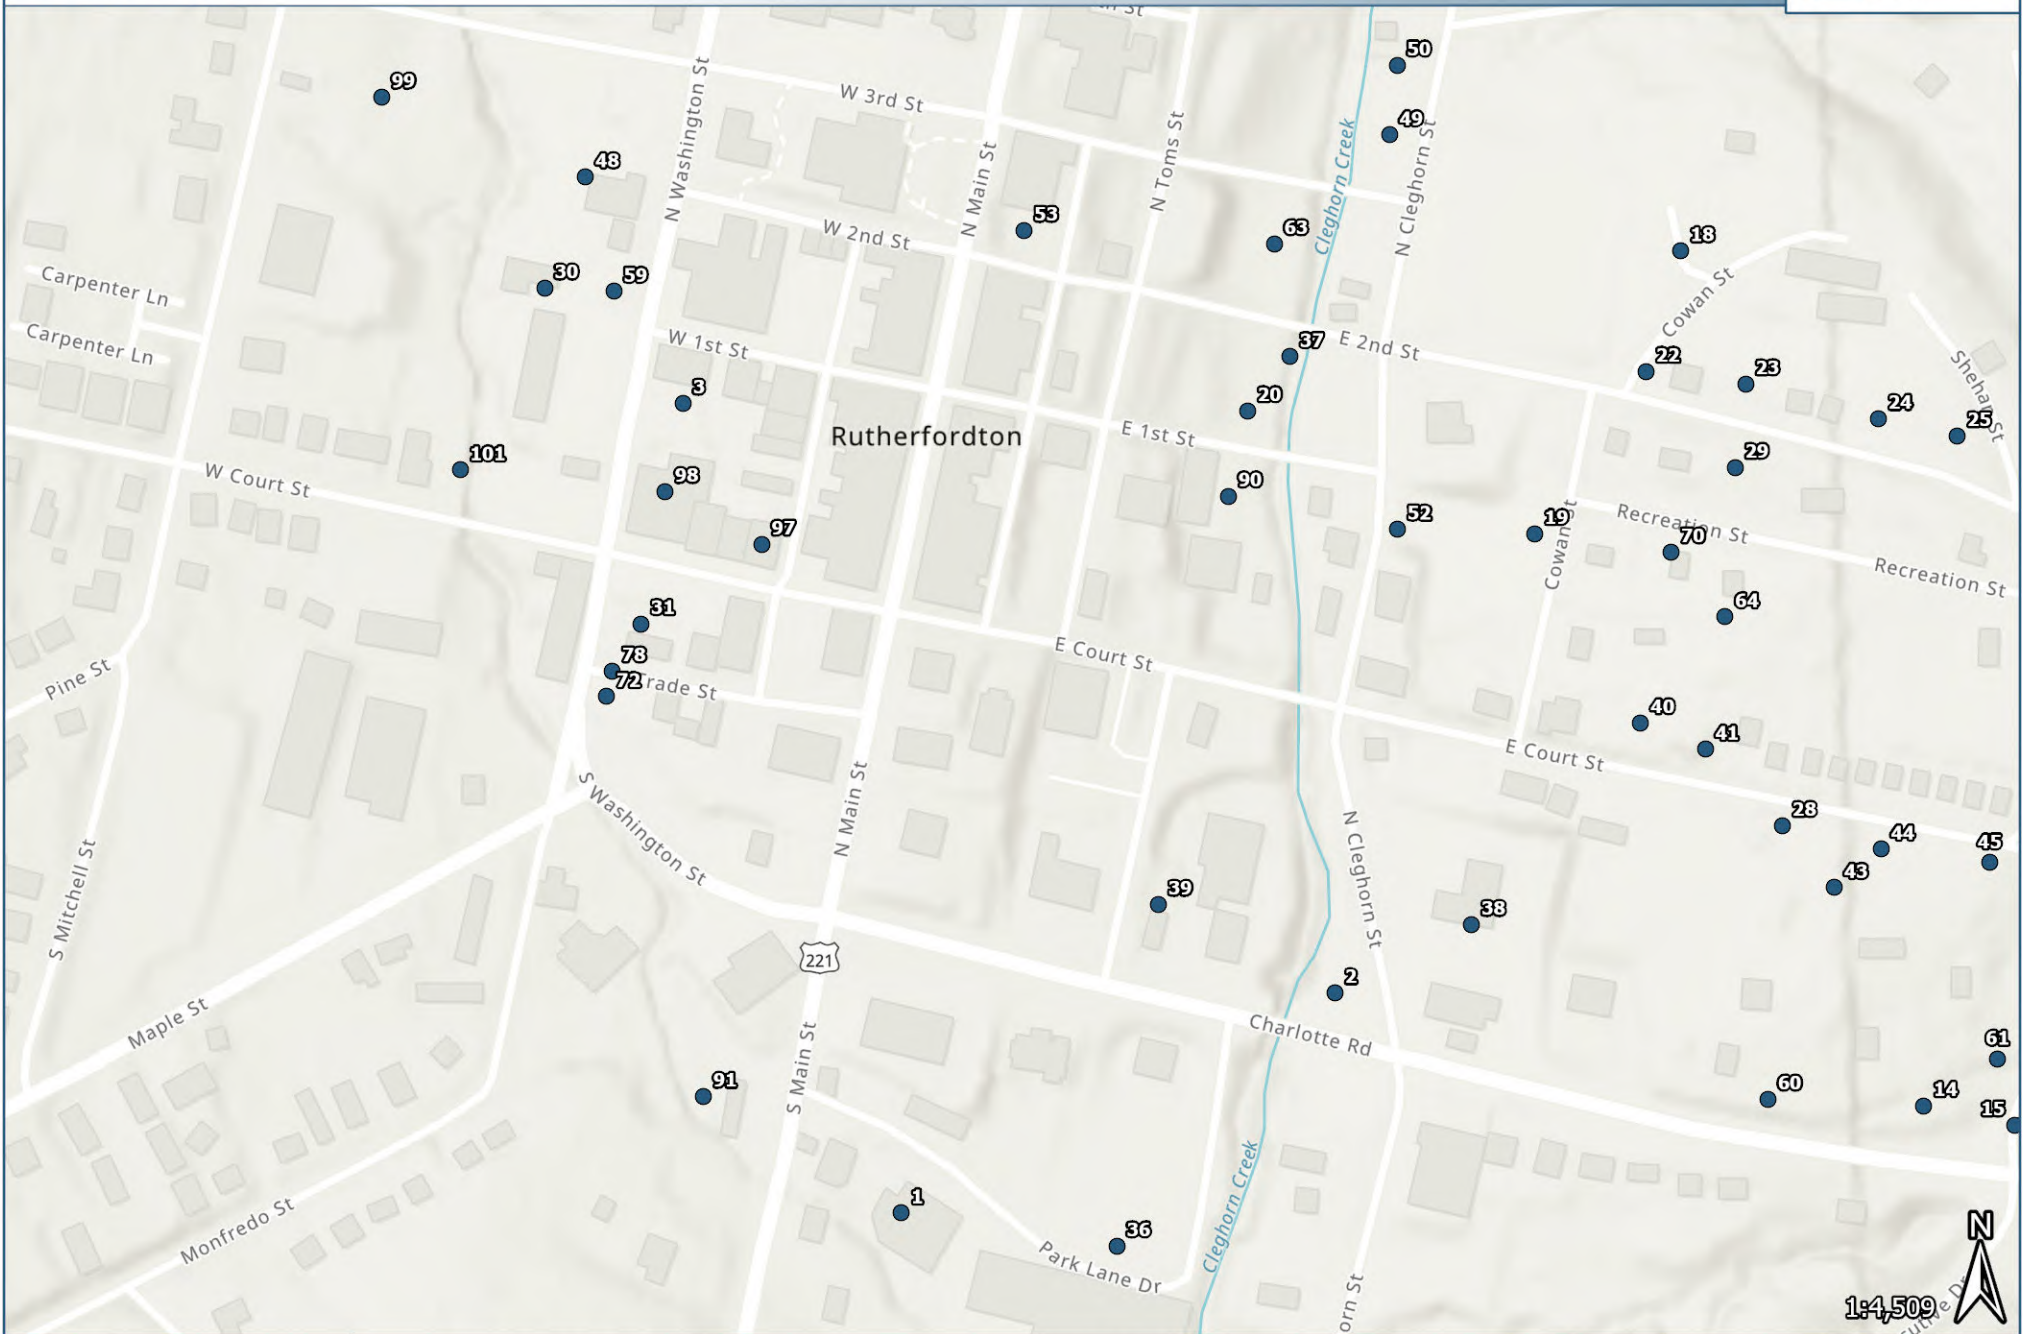 50
99
W 3rd St
49
48
N Washington St
N Main St
N Toms St
Cleghorn Creek
N Cleghorn St
53
W 2nd St
63
18
Carpenter Ln
30
59
Cowan St
Carpenter Ln
W 1st St
37
E 2nd St
22
23
Shehan St
3
20
24
25
Rutherfordton
E 1st St
101
W Court St
98
90
29
97
52
19
Recreation St
70
Cowan St
Recreation St
31
64
78
E Court St
Pine St
72
Trade St
40
41
E Court St
S Washington St
N Main St
28
N Cleghorn St
44
45
43
S Mitchell St
39
38
221
2
Maple St
Charlotte Rd
61
S Main St
91
60
14
15
Cleghorn Creek
1
Monfredo St
36
Park Lane Dr
N
orn St
1:4,509